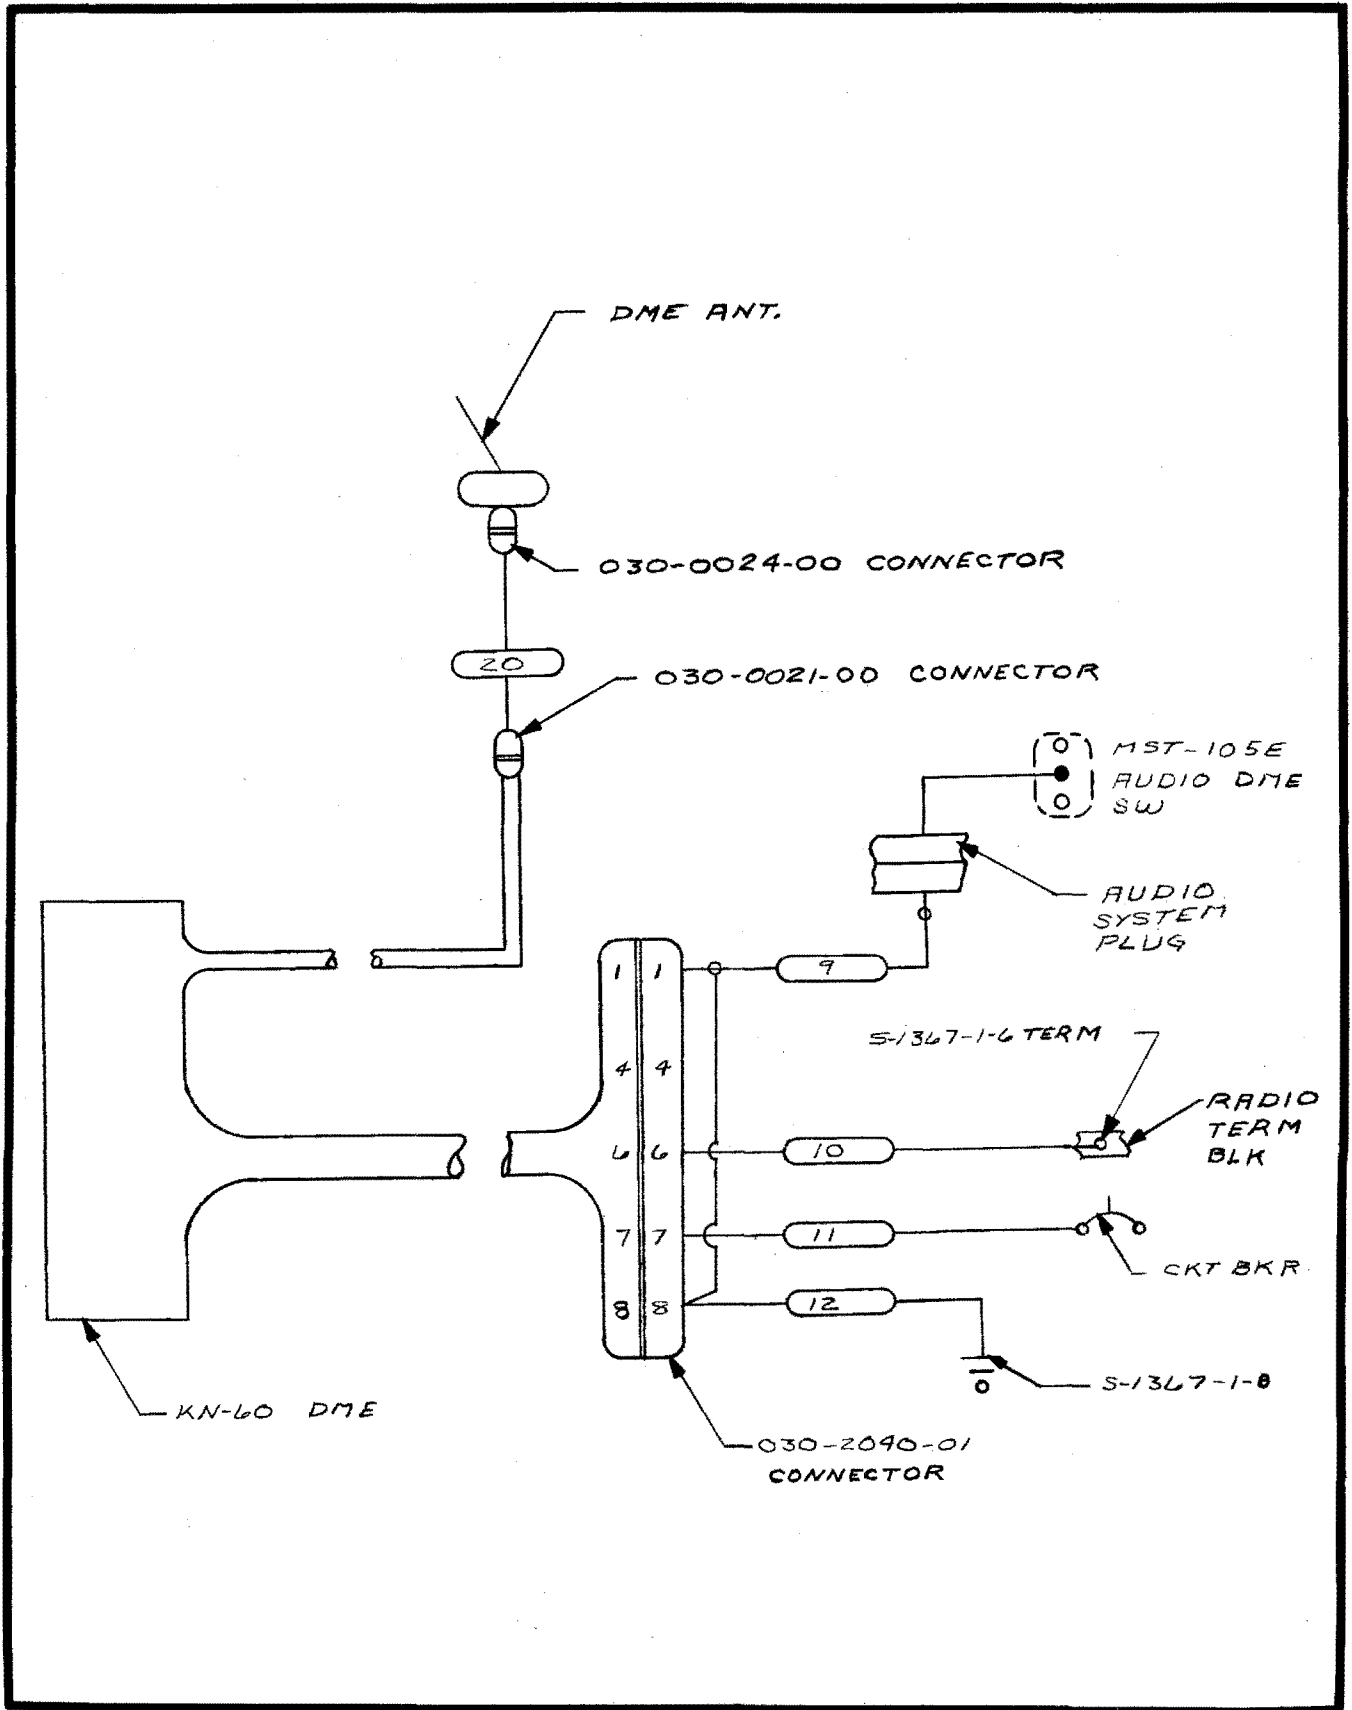 DME ANT.
030-0024-00 CONNECTOR
20
030-0021-00 CONNECTOR
MST-105E
AUDIO DME
SW
AUDIO
SYSTEM
PLUG
1 1
9
S-1367-1-6 TERM
4 4
RADIO
TERM
BLK
6 6
10
7 7
11
CKT BKR
8 8
12
S-1367-1-8
KN-60 DME
030-2040-01
CONNECTOR